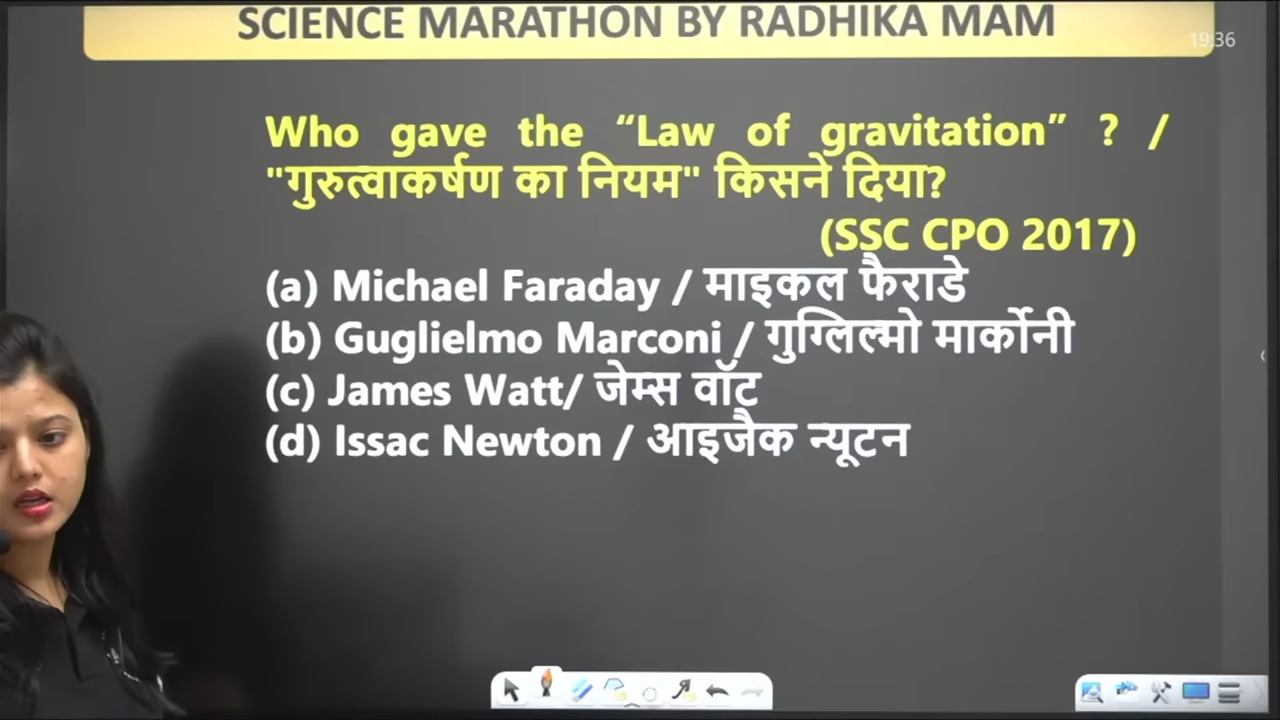 SCIENCE MARATHON BY RADHIKA MAM
19:36
Who gave the “Law of gravitation” ? /
"गुरुत्वाकर्षण का नियम" किसने दिया?
(SSC CPO 2017)
(a) Michael Faraday / माइकल फैराडे
(b) Guglielmo Marconi / गुग्लिल्मो मार्कोनी
(c) James Watt/ जेम्स वॉट
(d) Issac Newton / आइजैक न्यूटन